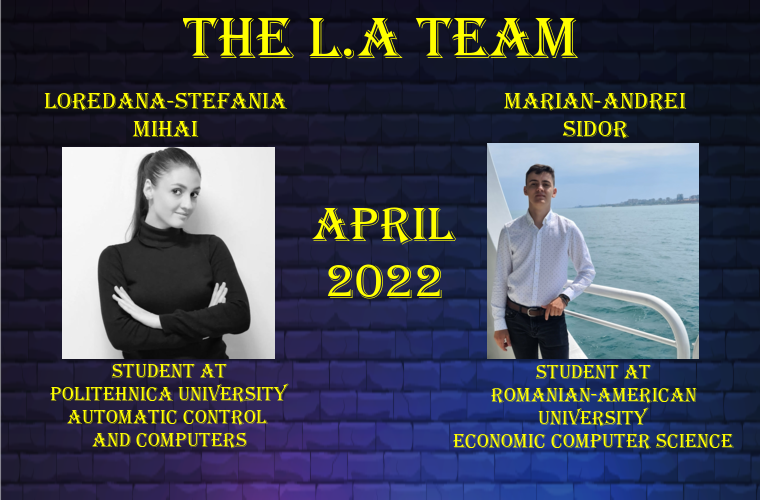 THE L.A TEAM
LOREDANA-STEFANIA
MIHAI
STUDENT AT
POLITEHNICA UNIVERSITY
AUTOMATIC CONTROL
AND COMPUTERS
APRIL
2022
MARIAN-ANDREI
SIDOR
STUDENT AT
ROMANIAN-AMERICAN
UNIVERSITY
ECONOMIC COMPUTER SCIENCE